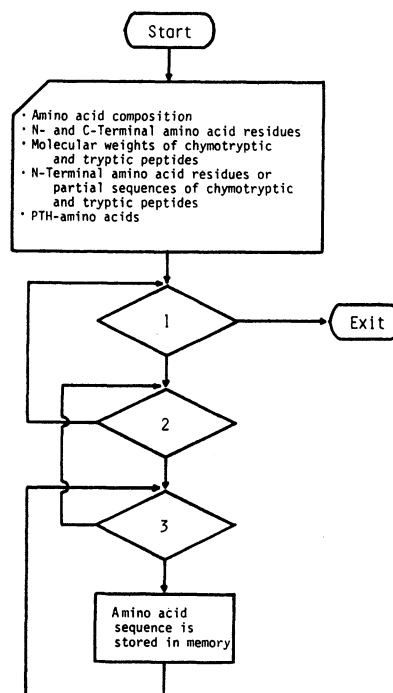 Start
· Amino acid composition
· N- and C-Terminal amino acid residues
· Molecular weights of chymotryptic
and tryptic peptides
· N-Terminal amino acid residues or
partial sequences of chymotryptic
and tryptic peptides
· PTH-amino acids
1
Exit
2
3
Amino acid
sequence is
stored in memory